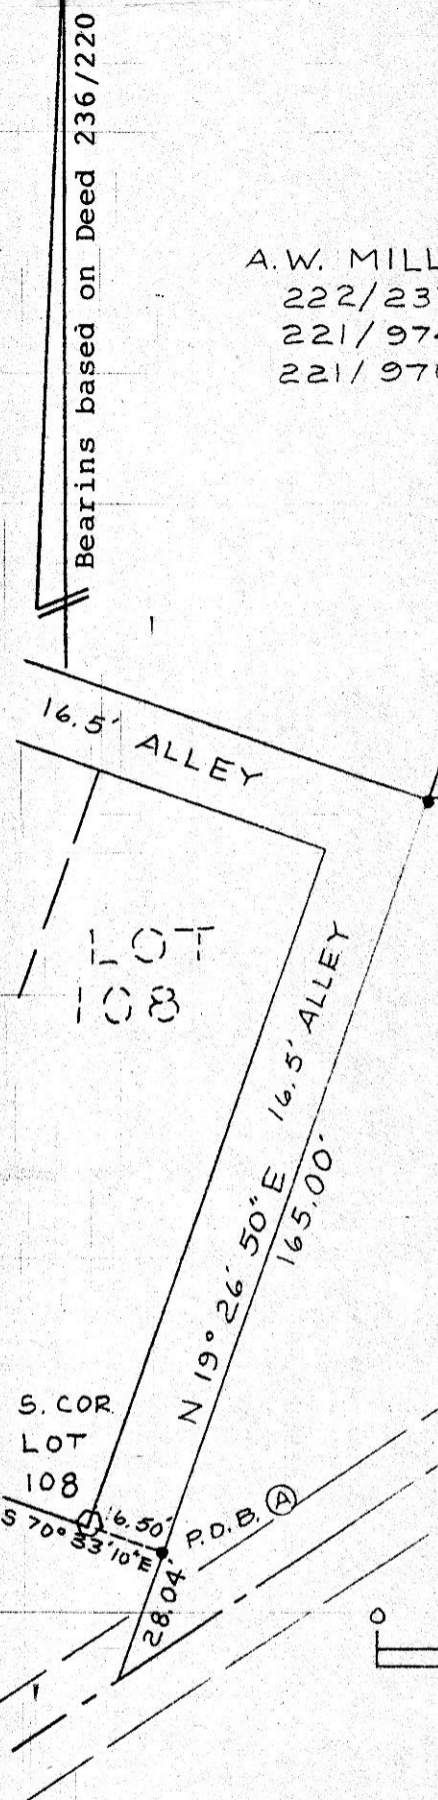 Bearins based on Deed 236/220
A.W. MILL
222/23
221/97
221/97
16.5' ALLEY
LOT
108
16.5' ALLEY
N 19° 26' 50" E
165.00'
S. COR.
LOT
108
16.50'
S 70° 33' 10" E
P.O.B. A
28.04'
0